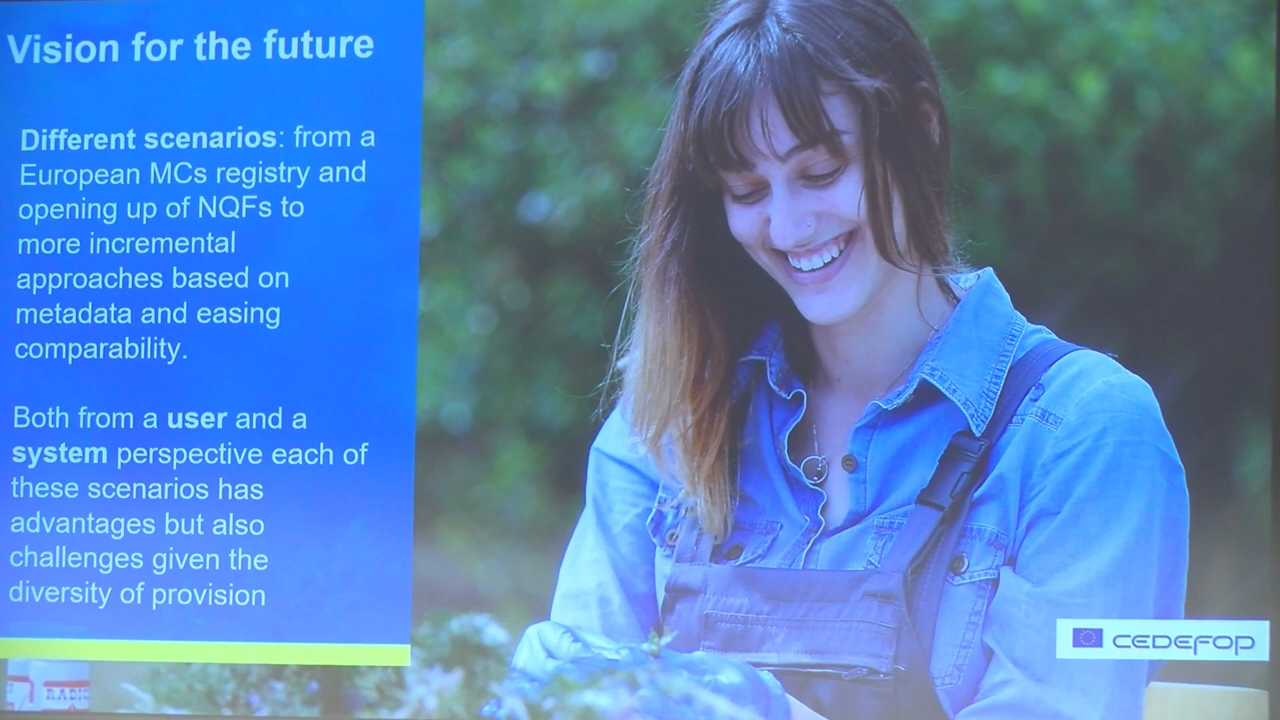 Vision for the future
Different scenarios: from a
European MCs registry and
opening up of NQFs to
more incremental
approaches based on
metadata and easing
comparability.
Both from a user and a
system perspective each of
these scenarios has
advantages but also
challenges given the
diversity of provision
CEDEFOP
RADIO